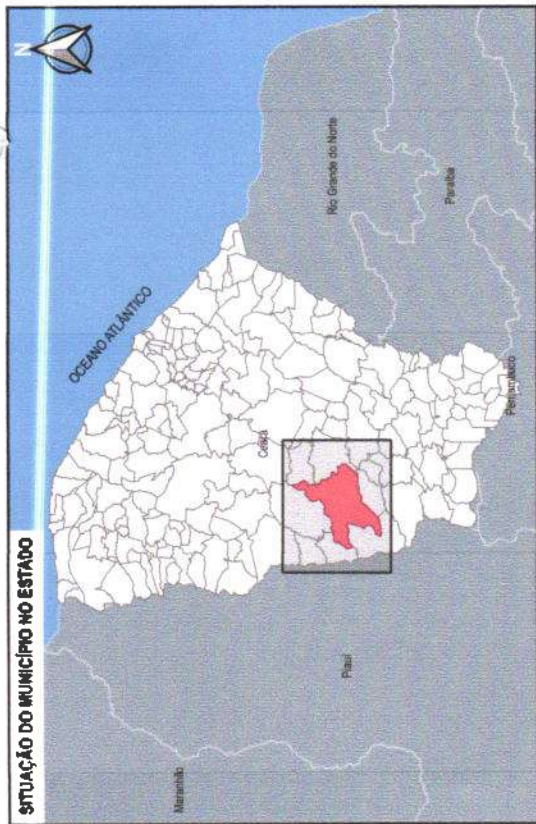 SITUAÇÃO DO MUNICÍPIO NO ESTADO
N
OCEANO ATLÂNTICO
Rio Grande do Norte
Paraíba
Ceará
Pernambuco
Piauí
Maranhão